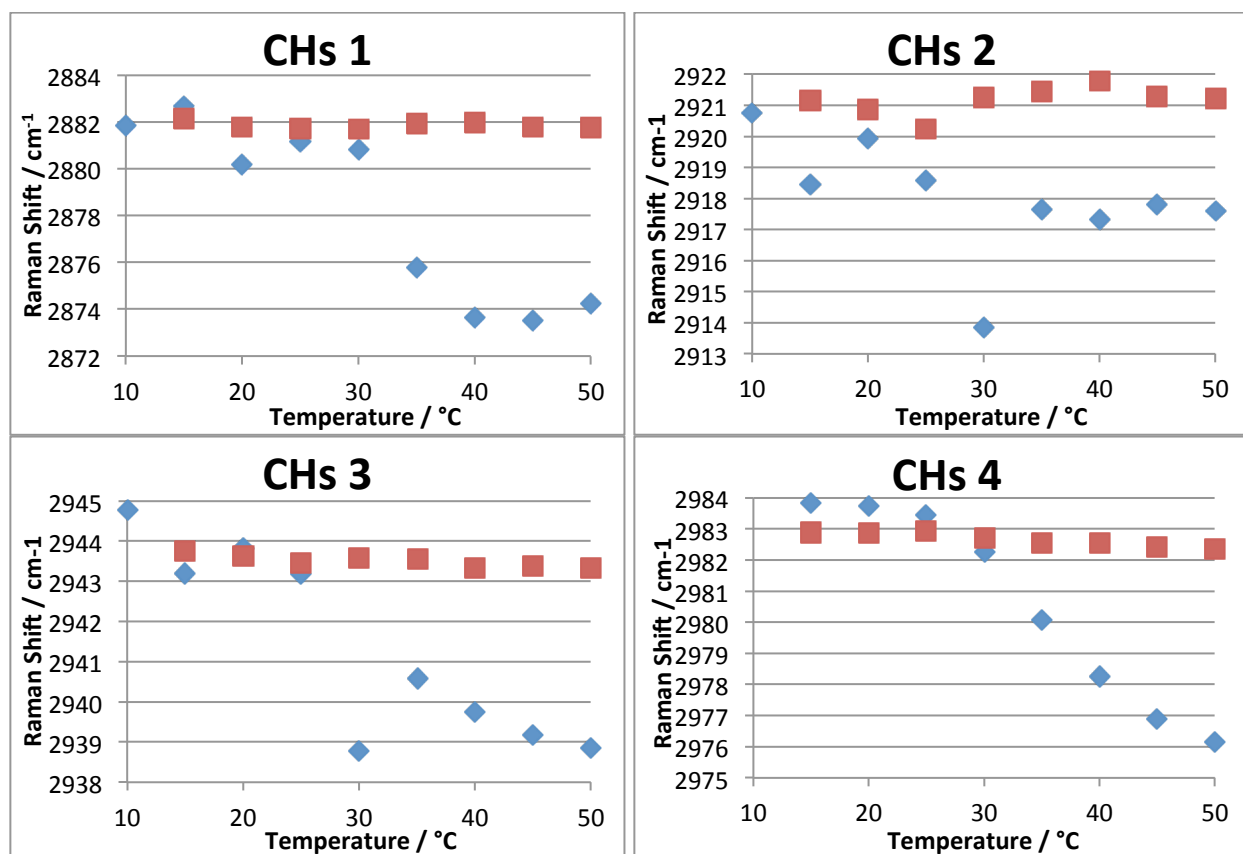 CHs 1
Raman Shift / cm⁻¹
2884
2882
2880
2878
2876
2874
2872
10 20 30 40 50
Temperature / °C
CHs 2
Raman Shift / cm-1
2922
2921
2920
2919
2918
2917
2916
2915
2914
2913
10 20 30 40 50
Temperature / °C
CHs 3
Raman Shift / cm-1
2945
2944
2943
2942
2941
2940
2939
2938
10 20 30 40 50
Temperature / °C
CHs 4
Raman Shift / cm-1
2984
2983
2982
2981
2980
2979
2978
2977
2976
2975
10 20 30 40 50
Temperature / °C